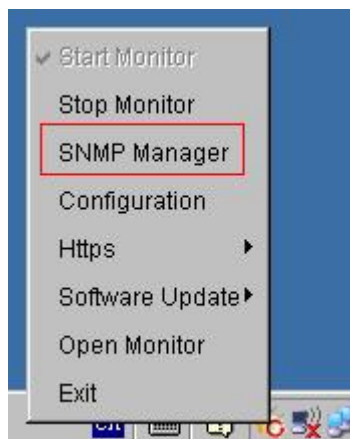 Start Monitor
Stop Monitor
SNMP Manager
Configuration
Https
Software Update
Open Monitor
Exit